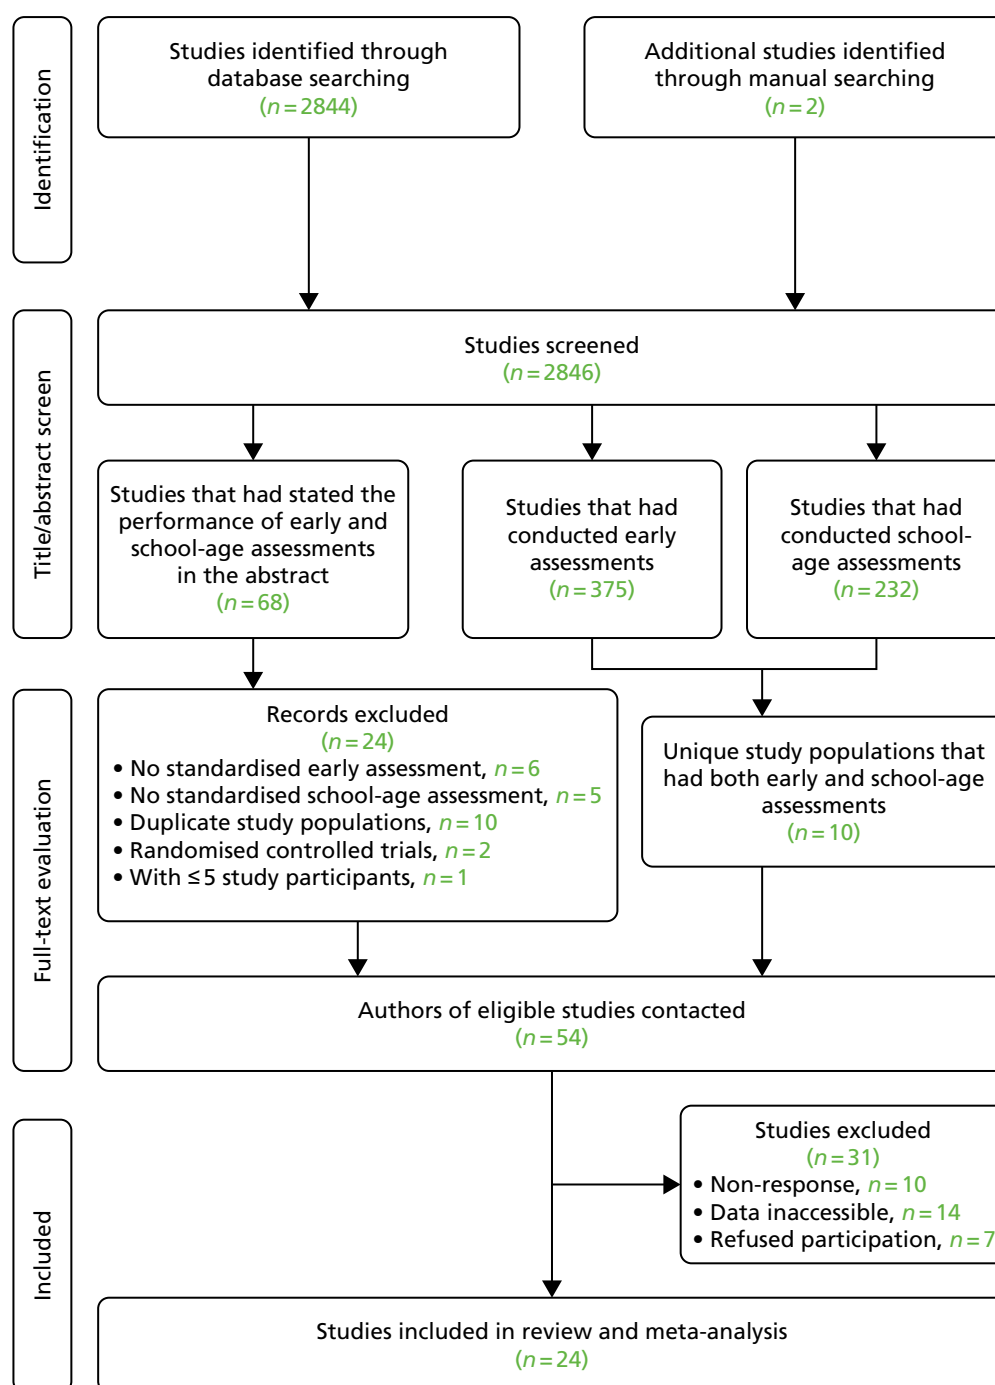 Identification
Studies identified through
database searching
(n=2844)
Additional studies identified
through manual searching
(n=2)
Title/abstract screen
Studies screened
(n=2846)
Studies that had stated the
performance of early and
school-age assessments
in the abstract
(n=68)
Studies that had
conducted early
assessments
(n=375)
Studies that had
conducted school-
age assessments
(n=232)
Full-text evaluation
Records excluded
(n=24)
• No standardised early assessment, n=6
• No standardised school-age assessment, n=5
• Duplicate study populations, n=10
• Randomised controlled trials, n=2
• With ≤5 study participants, n=1
Unique study populations that
had both early and school-age
assessments
(n=10)
Authors of eligible studies contacted
(n=54)
Included
Studies excluded
(n=31)
• Non-response, n=10
• Data inaccessible, n=14
• Refused participation, n=7
Studies included in review and meta-analysis
(n=24)